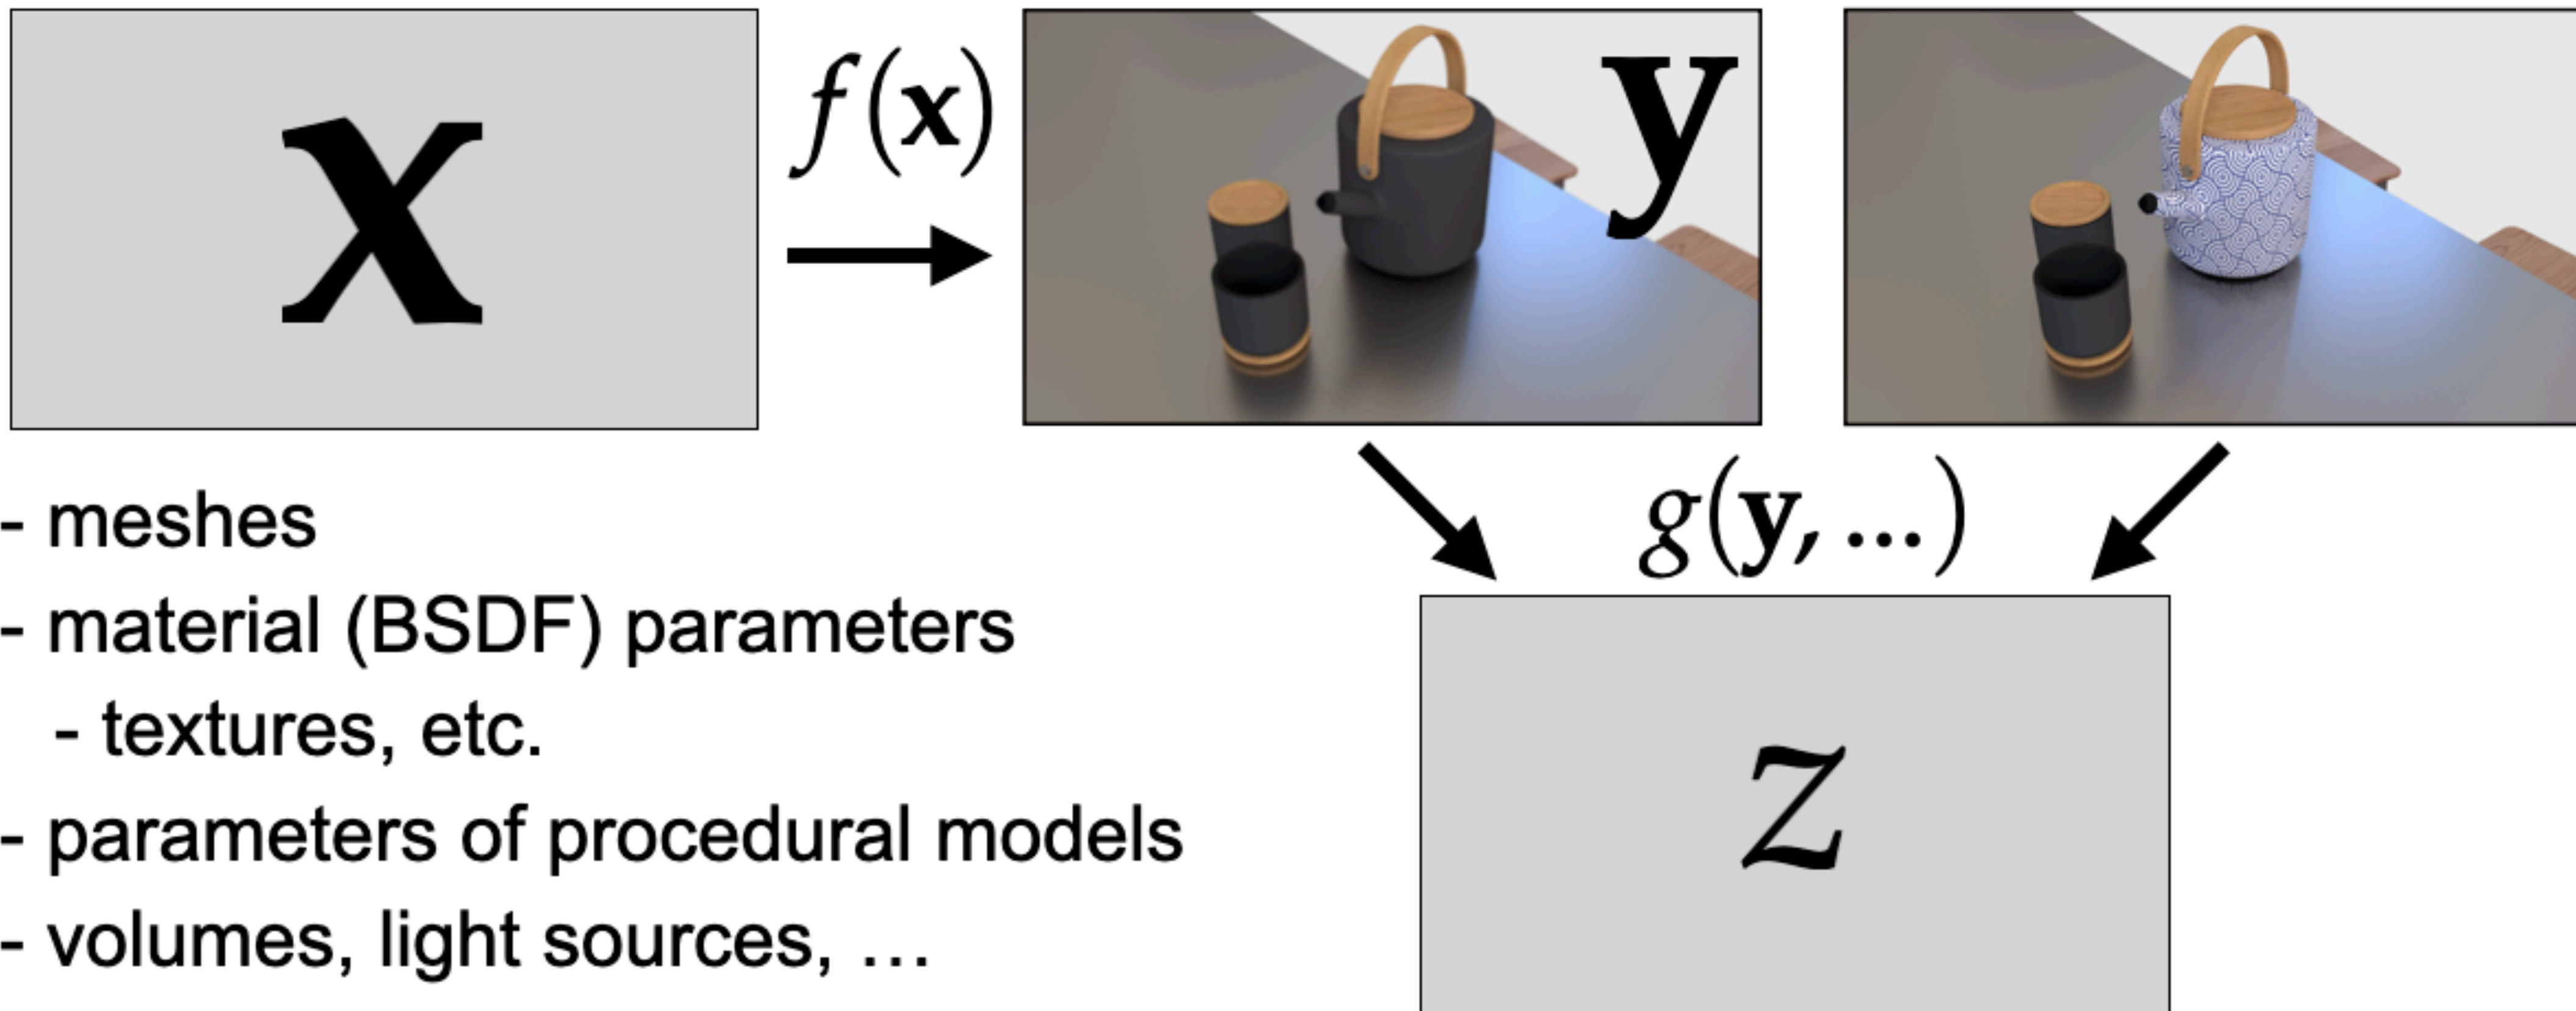 x
f(x)
y
g(y, ...)
z
- meshes
- material (BSDF) parameters
- textures, etc.
- parameters of procedural models
- volumes, light sources, …